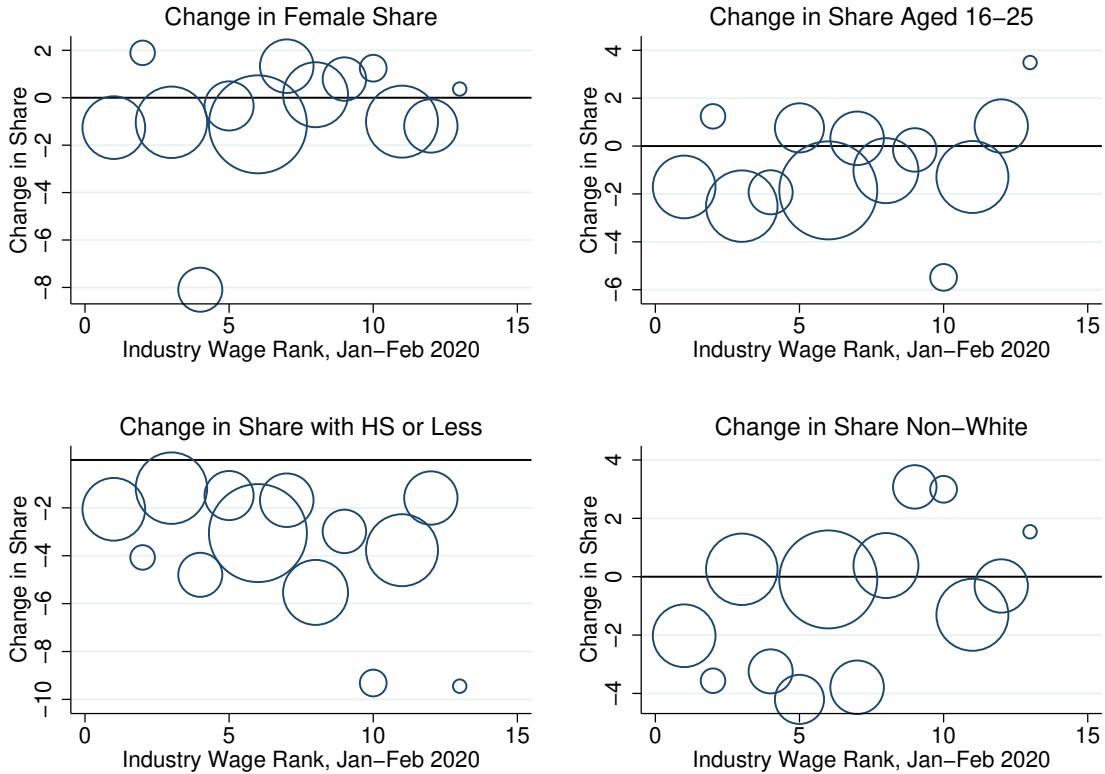 Change in Female Share
Change in Share
2
0
−2
−4
−6
−8
0 5 10 15
Industry Wage Rank, Jan−Feb 2020
Change in Share Aged 16−25
Change in Share
4
2
0
−2
−4
−6
0 5 10 15
Industry Wage Rank, Jan−Feb 2020
Change in Share with HS or Less
Change in Share
−2
−4
−6
−8
−10
0 5 10 15
Industry Wage Rank, Jan−Feb 2020
Change in Share Non−White
Change in Share
4
2
0
−2
−4
0 5 10 15
Industry Wage Rank, Jan−Feb 2020